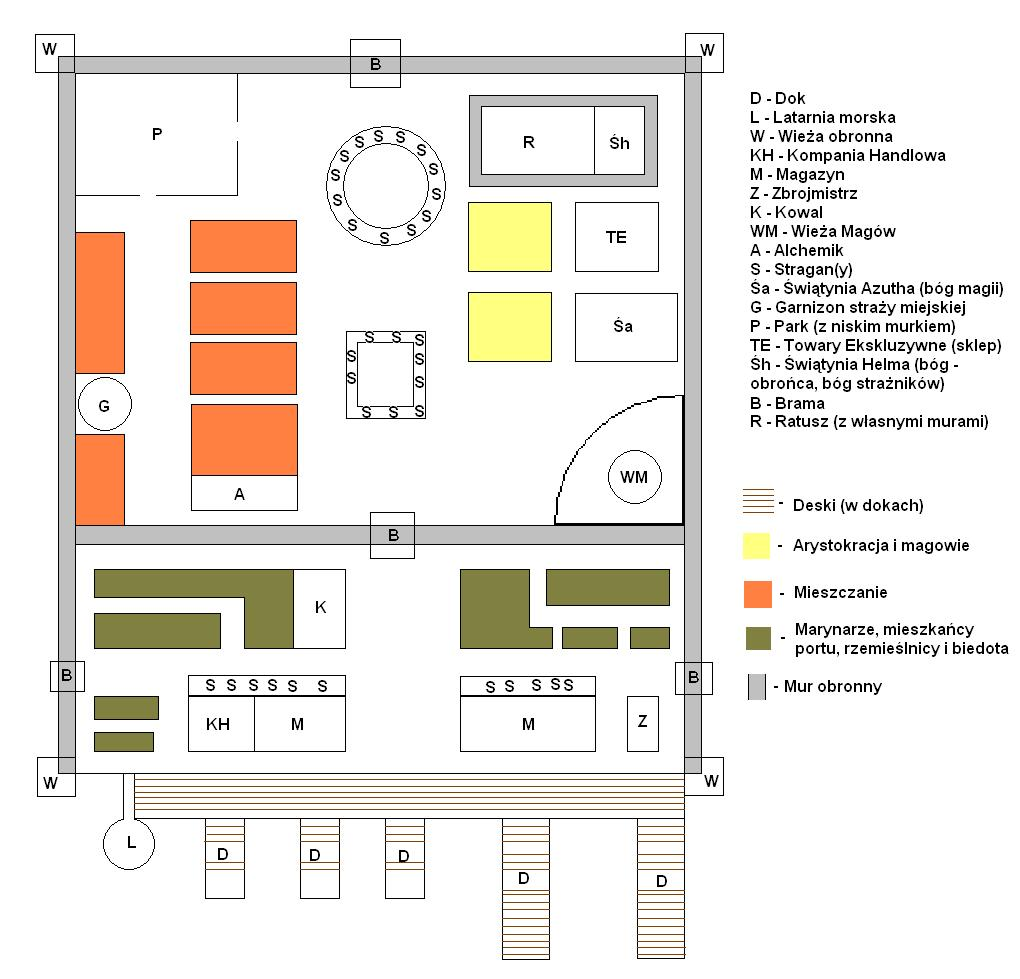 W
B
W
P
S S S S S S S S S S S S
R
Śh
TE
Śa
G
S S S
S S
S S
S S S
A
WM
B
K
B
B
S S S S S S
S S S S S
KH
M
M
Z
W
W
L
D
D
D
D
D
D - Dok
L - Latarnia morska
W - Wieża obronna
KH - Kompania Handlowa
M - Magazyn
Z - Zbrojmistrz
K - Kowal
WM - Wieża Magów
A - Alchemik
S - Stragan(y)
Śa - Świątynia Azutha (bóg magii)
G - Garnizon straży miejskiej
P - Park (z niskim murkiem)
TE - Towary Ekskluzywne (sklep)
Śh - Świątynia Helma (bóg -
obrońca, bóg strażników)
B - Brama
R - Ratusz (z własnymi murami)
- Deski (w dokach)
- Arystokracja i magowie
- Mieszczanie
- Marynarze, mieszkańcy
portu, rzemieślnicy i biedota
- Mur obronny